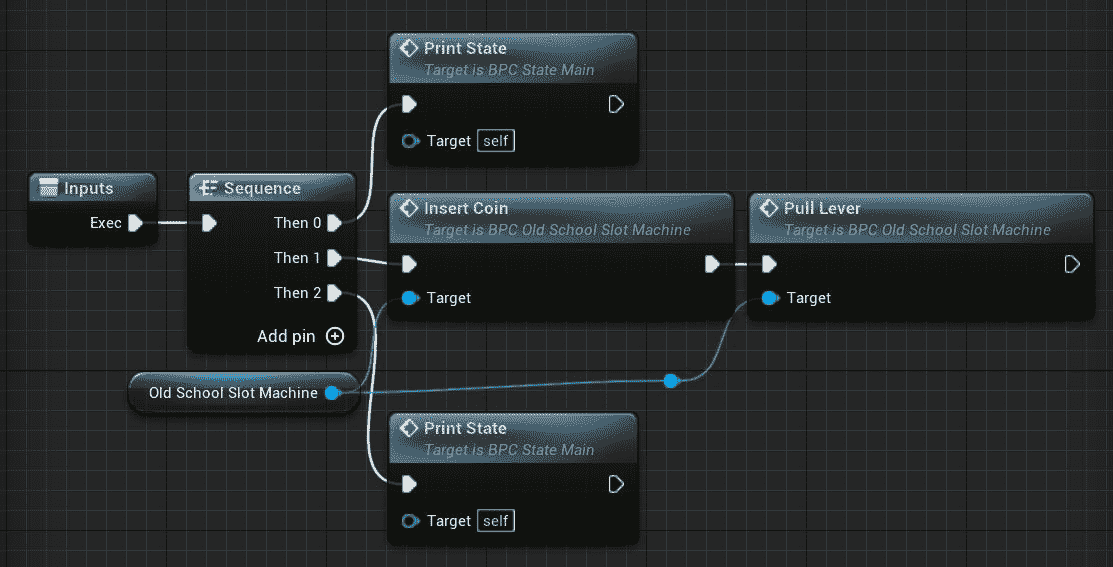 Print State
Target is BPC State Main
Target self
Inputs
Exec
Sequence
Then 0
Then 1
Then 2
Add pin
Insert Coin
Target is BPC Old School Slot Machine
Target
Pull Lever
Target is BPC Old School Slot Machine
Target
Old School Slot Machine
Print State
Target is BPC State Main
Target self